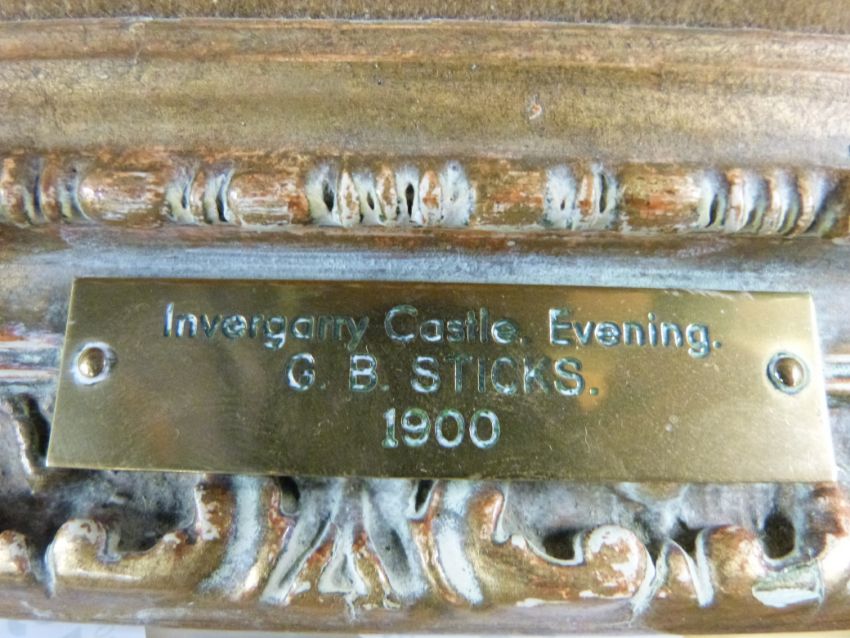 Invergarry Castle. Evening.
G. B. STICKS.
1900